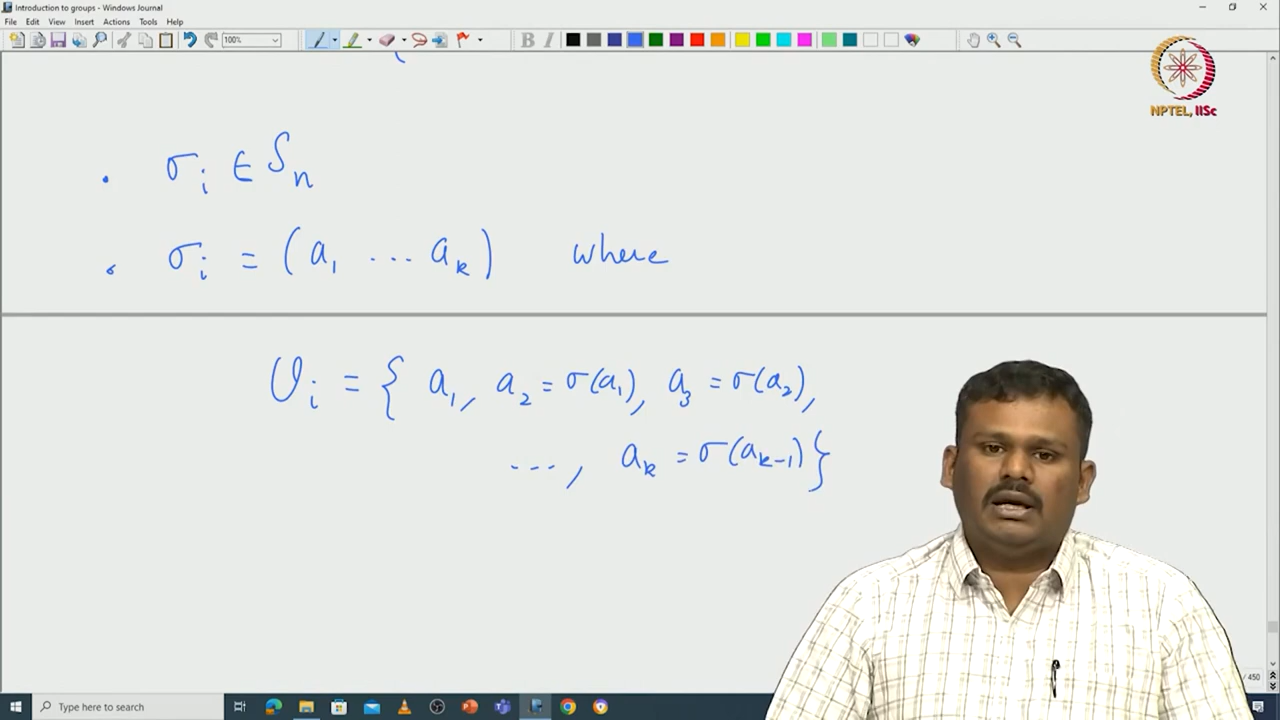 Introduction to groups - Windows Journal
File Edit View Insert Actions Tools Help
100%
B I
NPTEL, IISc
• σᵢ ∈ Sₙ
• σᵢ = (a₁ ... aₖ) where
Oᵢ = { a₁, a₂ = σ(a₁), a₃ = σ(a₂),
..., aₖ = σ(aₖ₋₁)}
/ 450
Type here to search